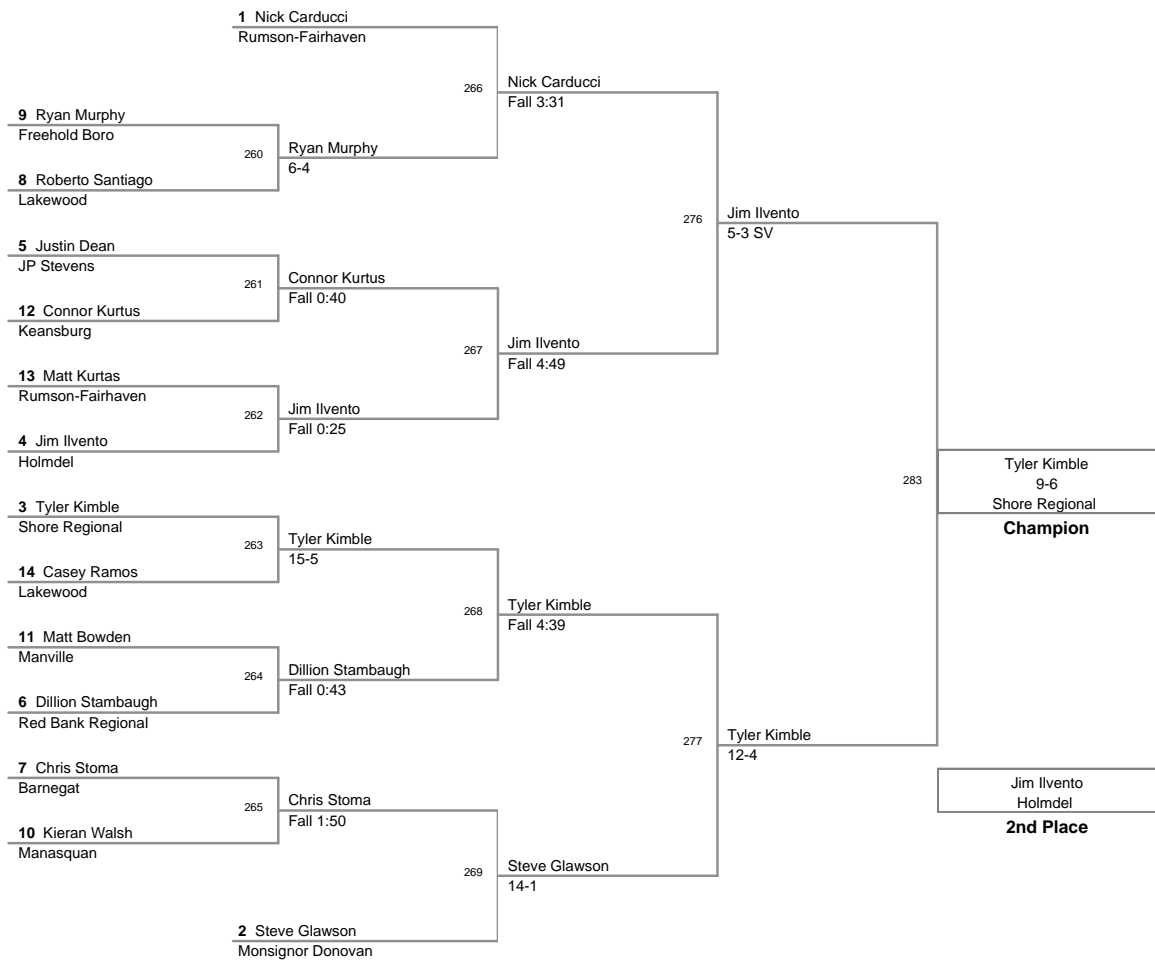 1 Nick Carducci
Rumson-Fairhaven
266
Nick Carducci
Fall 3:31
9 Ryan Murphy
Freehold Boro
260
Ryan Murphy
6-4
8 Roberto Santiago
Lakewood
276
Jim Ilvento
5-3 SV
5 Justin Dean
JP Stevens
261
Connor Kurtus
Fall 0:40
12 Connor Kurtus
Keansburg
267
Jim Ilvento
Fall 4:49
13 Matt Kurtas
Rumson-Fairhaven
262
Jim Ilvento
Fall 0:25
4 Jim Ilvento
Holmdel
283
Tyler Kimble
9-6
Shore Regional
Champion
3 Tyler Kimble
Shore Regional
263
Tyler Kimble
15-5
14 Casey Ramos
Lakewood
268
Tyler Kimble
Fall 4:39
11 Matt Bowden
Manville
264
Dillion Stambaugh
Fall 0:43
6 Dillion Stambaugh
Red Bank Regional
277
Tyler Kimble
12-4
7 Chris Stoma
Barnegat
265
Chris Stoma
Fall 1:50
10 Kieran Walsh
Manasquan
269
Steve Glawson
14-1
2 Steve Glawson
Monsignor Donovan
Jim Ilvento
Holmdel
2nd Place